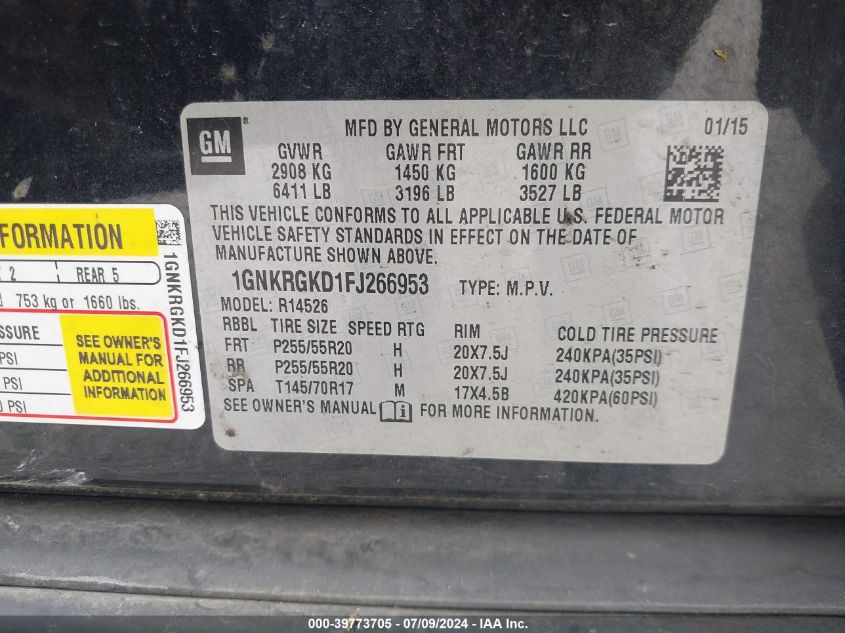 GM ®
MFD BY GENERAL MOTORS LLC 01/15
GVWR GAWR FRT GAWR RR
2908 KG 1450 KG 1600 KG
6411 LB 3196 LB 3527 LB
THIS VEHICLE CONFORMS TO ALL APPLICABLE U.S. FEDERAL MOTOR
VEHICLE SAFETY STANDARDS IN EFFECT ON THE DATE OF
MANUFACTURE SHOWN ABOVE.
1GNKRGKD1FJ266953 TYPE: M.P.V.
MODEL: R14526
RBBL TIRE SIZE SPEED RTG RIM COLD TIRE PRESSURE
FRT P255/55R20 H 20X7.5J 240KPA(35PSI)
RR P255/55R20 H 20X7.5J 240KPA(35PSI)
SPA T145/70R17 M 17X4.5B 420KPA(60PSI)
SEE OWNER'S MANUAL i FOR MORE INFORMATION.
FORMATION
2 REAR 5
753 kg or 1660 lbs.
SSURE
PSI
PSI
PSI
SEE OWNER'S
MANUAL FOR
ADDITIONAL
INFORMATION
1GNKRGKD1FJ266953
000-39773705 - 07/09/2024 - IAA Inc.